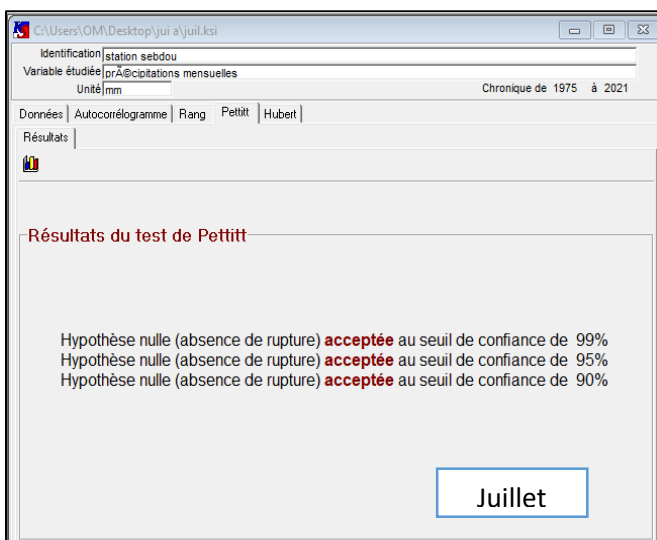 C:\Users\OM\Desktop\jui a\juil.ksi
Identification station sebdou
Variable étudiée prÃ©cipitations mensuelles
Unité mm Chronique de 1975 à 2021
Données Autocorrélogramme Rang Pettitt Hubert
Résultats
Résultats du test de Pettitt
Hypothèse nulle (absence de rupture) acceptée au seuil de confiance de 99%
Hypothèse nulle (absence de rupture) acceptée au seuil de confiance de 95%
Hypothèse nulle (absence de rupture) acceptée au seuil de confiance de 90%
Juillet